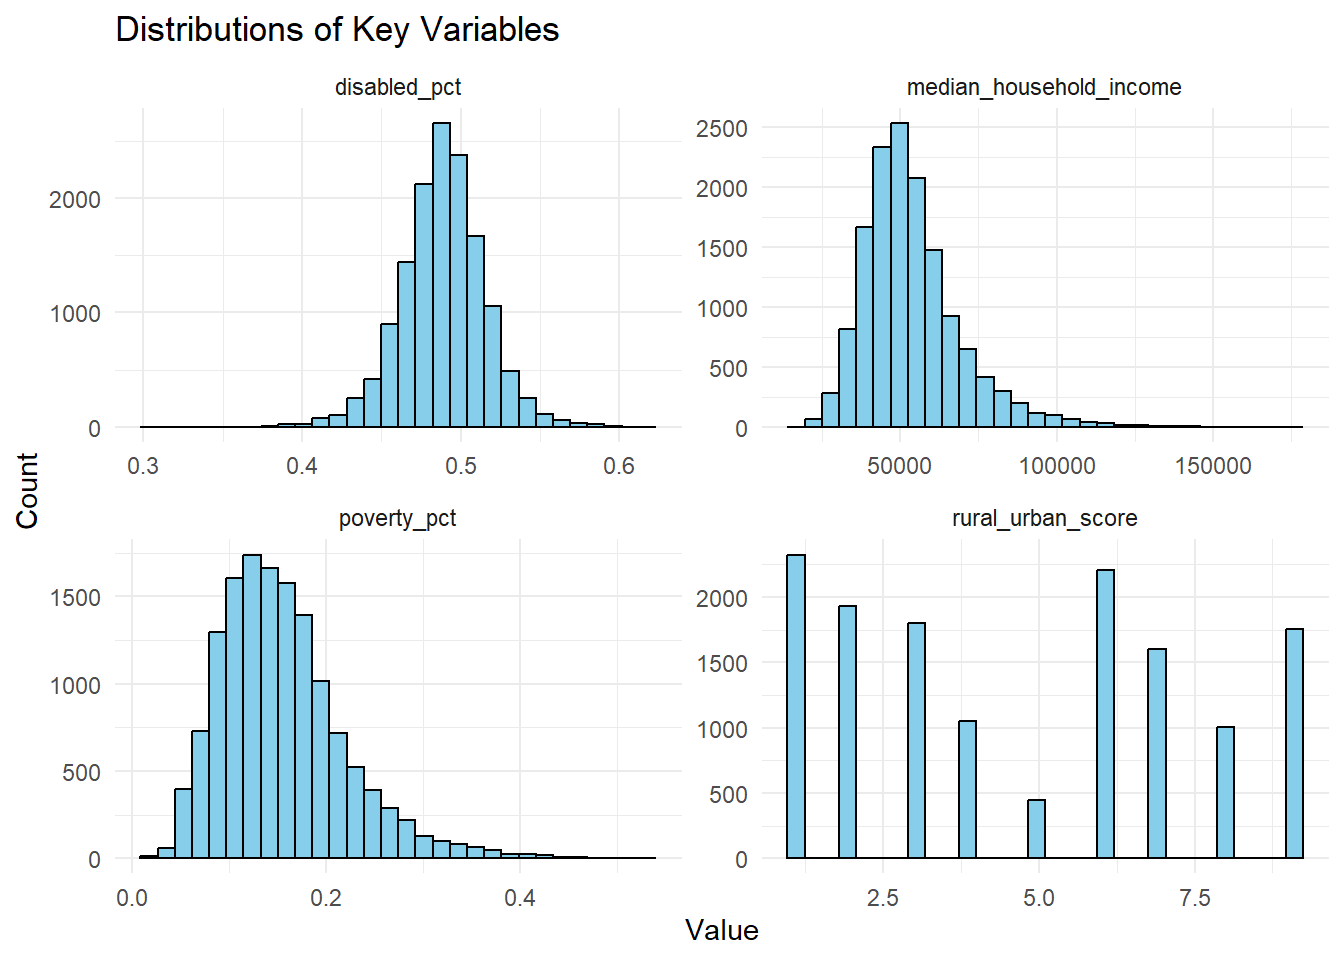 Distributions of Key Variables
disabled_pct
median_household_income
2000
1000
0
0.3 0.4 0.5 0.6
2500
2000
1500
1000
500
0
50000 100000 150000
Count
poverty_pct
rural_urban_score
1500
1000
500
0
0.0 0.2 0.4
2000
1500
1000
500
0
2.5 5.0 7.5
Value